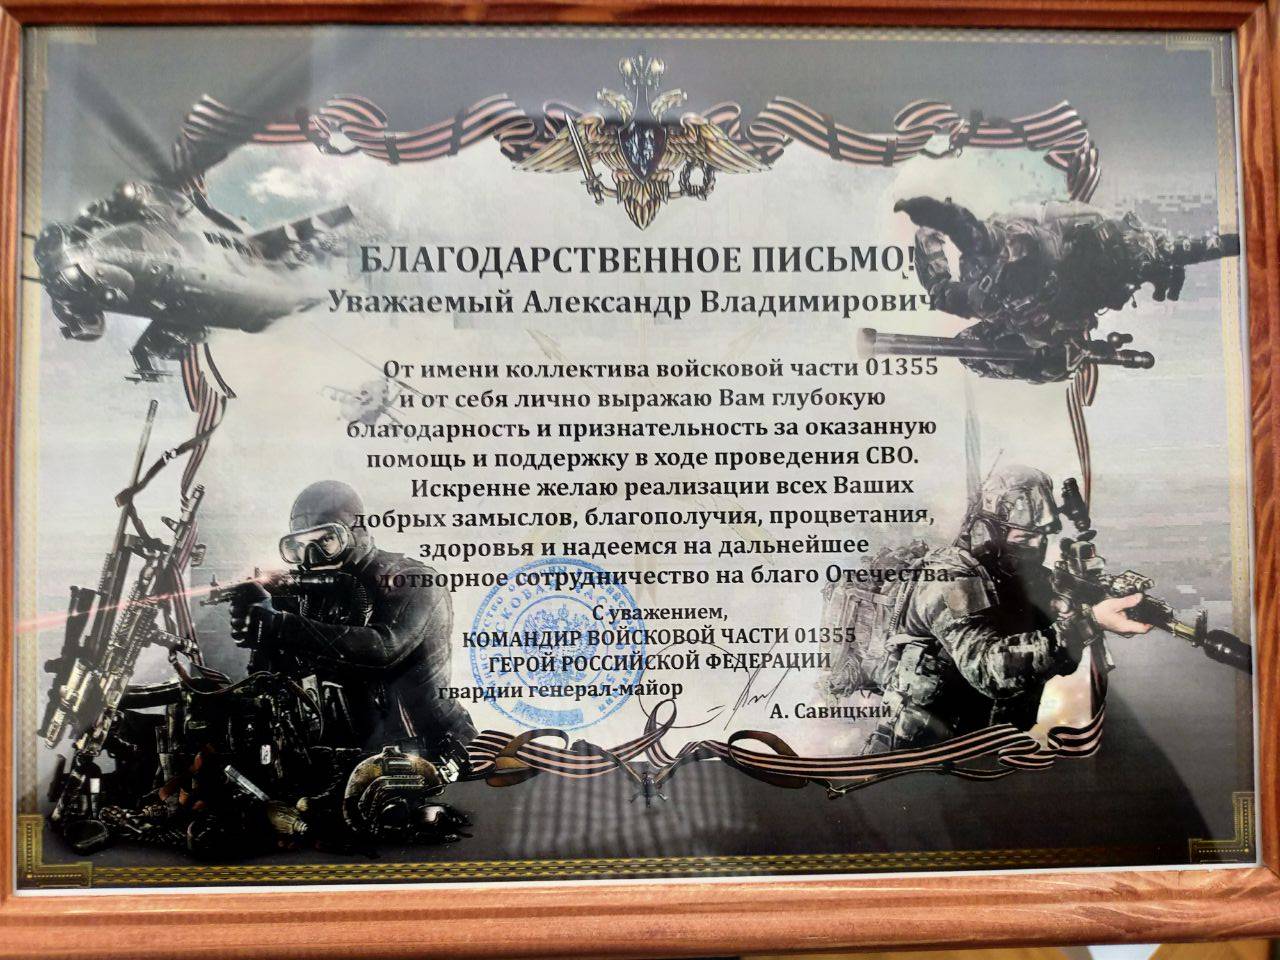 БЛАГОДАРСТВЕННОЕ ПИСЬМО!
Уважаемый Александр Владимирович!
От имени коллектива войсковой части 01355
и от себя лично выражаю Вам глубокую
благодарность и признательность за оказанную
помощь и поддержку в ходе проведения СВО.
Искренне желаю реализации всех Ваших
добрых замыслов, благополучия, процветания,
здоровья и надеемся на дальнейшее
дотворное сотрудничество на благо Отечества.
С уважением,
КОМАНДИР ВОЙСКОВОЙ ЧАСТИ 01355
ГЕРОЙ РОССИЙСКОЙ ФЕДЕРАЦИИ
гвардии генерал-майор
А. Савицкий